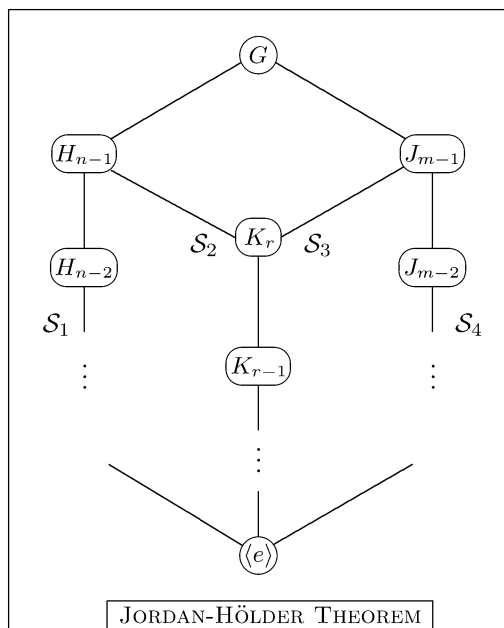 G
H_{n−1} J_{m−1}
S_2 K_r S_3
H_{n−2} J_{m−2}
S_1 S_4
⋮ K_{r−1} ⋮
⋮
⟨e⟩
JORDAN-HÖLDER THEOREM